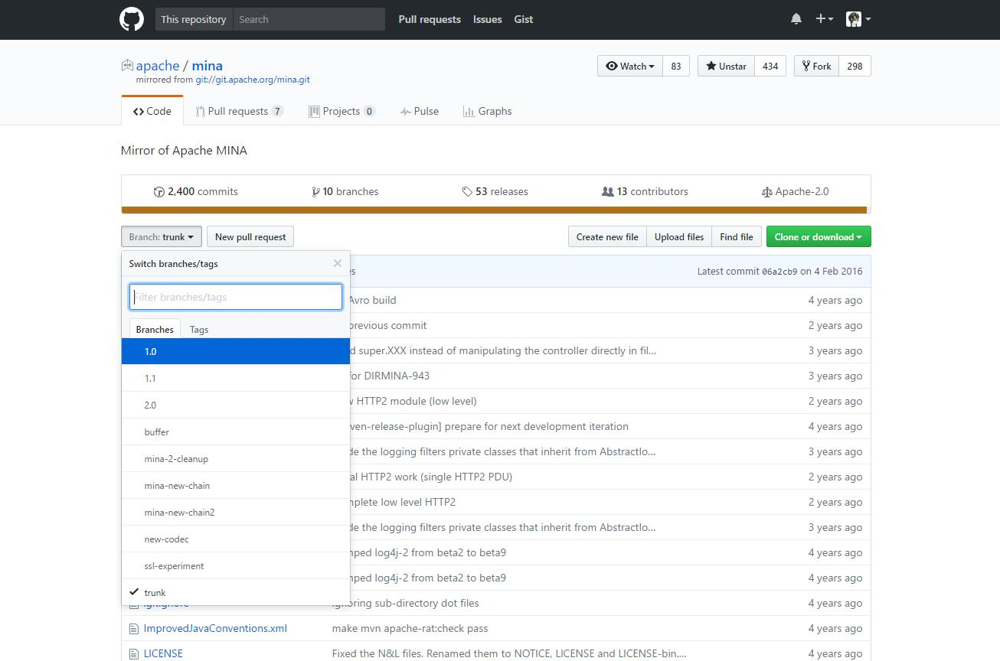 This repository Search Pull requests Issues Gist
apache / mina
Watch 83 Unstar 434 Fork 298
mirrored from git://git.apache.org/mina.git
Code Pull requests 7 Projects 0 Pulse Graphs
Mirror of Apache MINA
2,400 commits 10 branches 53 releases 13 contributors Apache-2.0
Branch: trunk New pull request Create new file Upload files Find file Clone or download
Switch branches/tags
Latest commit 06a2cb9 on 4 Feb 2016
Filter branches/tags
Avro build 4 years ago
previous commit 2 years ago
Branches Tags
1.0
super.XXX instead of manipulating the controller directly in fil... 3 years ago
1.1
for DIRMINA-943 3 years ago
2.0
HTTP2 module (low level) 2 years ago
buffer
ven-release-plugin] prepare for next development iteration 4 years ago
mina-2-cleanup
de the logging filters private classes that inherit from Abstractlo... 3 years ago
mina-new-chain
al HTTP2 work (single HTTP2 PDU) 2 years ago
mina-new-chain2
mplete low level HTTP2 2 years ago
new-codec
de the logging filters private classes that inherit from Abstractlo... 3 years ago
ssl-experiment
mped log4j-2 from beta2 to beta9 4 years ago
trunk
mped log4j-2 from beta2 to beta9 4 years ago
.gitignore ignoring sub-directory dot files 4 years ago
ImprovedJavaConventions.xml make mvn apache-rat:check pass 4 years ago
LICENSE Fixed the N&L files. Renamed them to NOTICE, LICENSE and LICENSE-bin.... 4 years ago